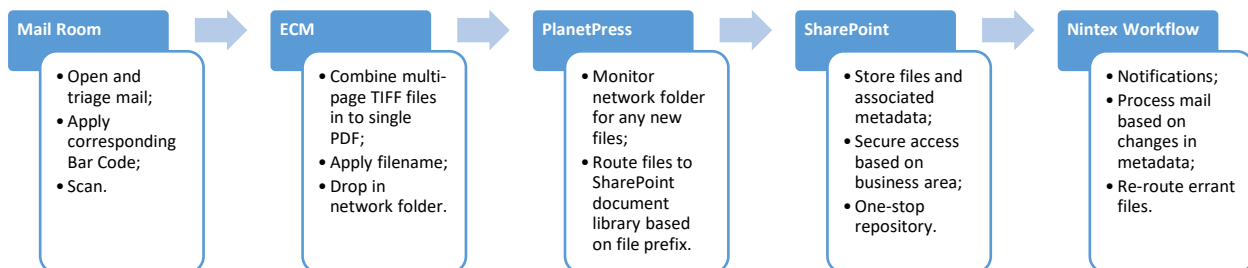 Mail Room
• Open and
triage mail;
• Apply
corresponding
Bar Code;
• Scan.
ECM
• Combine multi-
page TIFF files
in to single
PDF;
• Apply filename;
• Drop in
network folder.
PlanetPress
• Monitor
network folder
for any new
files;
• Route files to
SharePoint
document
library based
on file prefix.
SharePoint
• Store files and
associated
metadata;
• Secure access
based on
business area;
• One-stop
repository.
Nintex Workflow
• Notifications;
• Process mail
based on
changes in
metadata;
• Re-route errant
files.